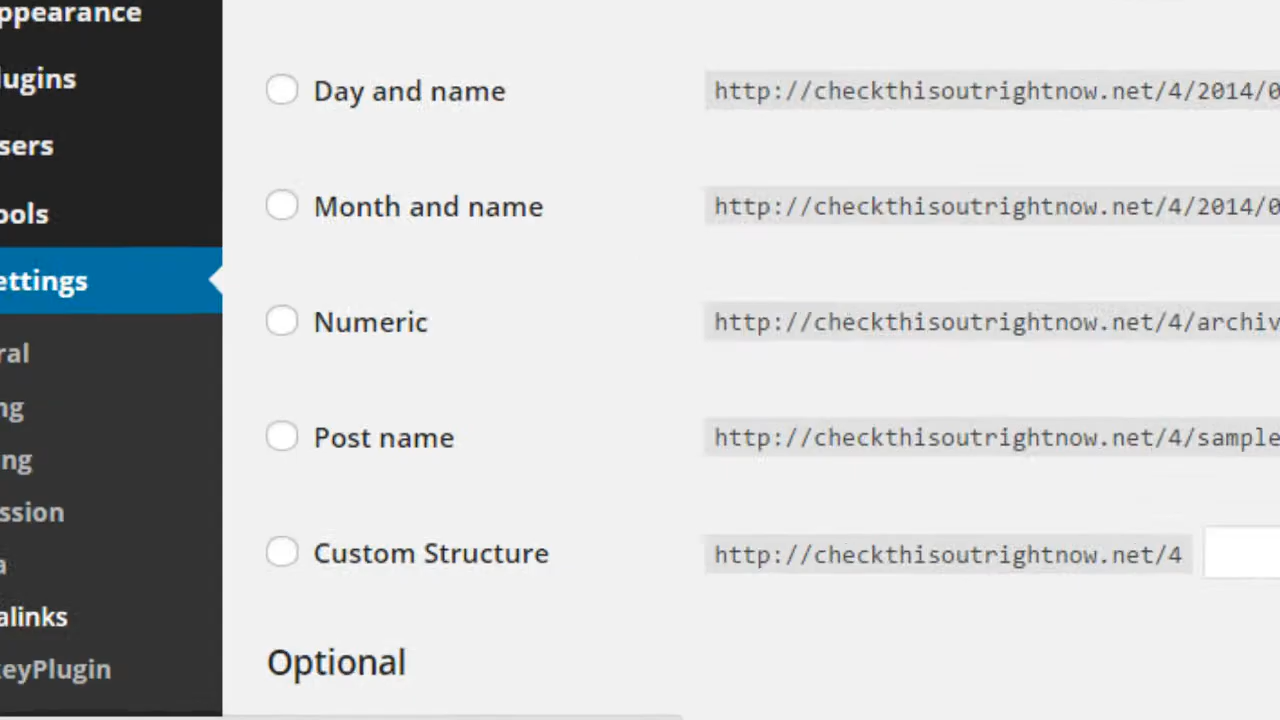 ppearance
lugins
sers
ools
ettings
ral
ng
ng
ssion
a
alinks
keyPlugin
Day and name http://checkthisoutrightnow.net/4/2014/0
Month and name http://checkthisoutrightnow.net/4/2014/0
Numeric http://checkthisoutrightnow.net/4/archiv
Post name http://checkthisoutrightnow.net/4/sample
Custom Structure http://checkthisoutrightnow.net/4
Optional